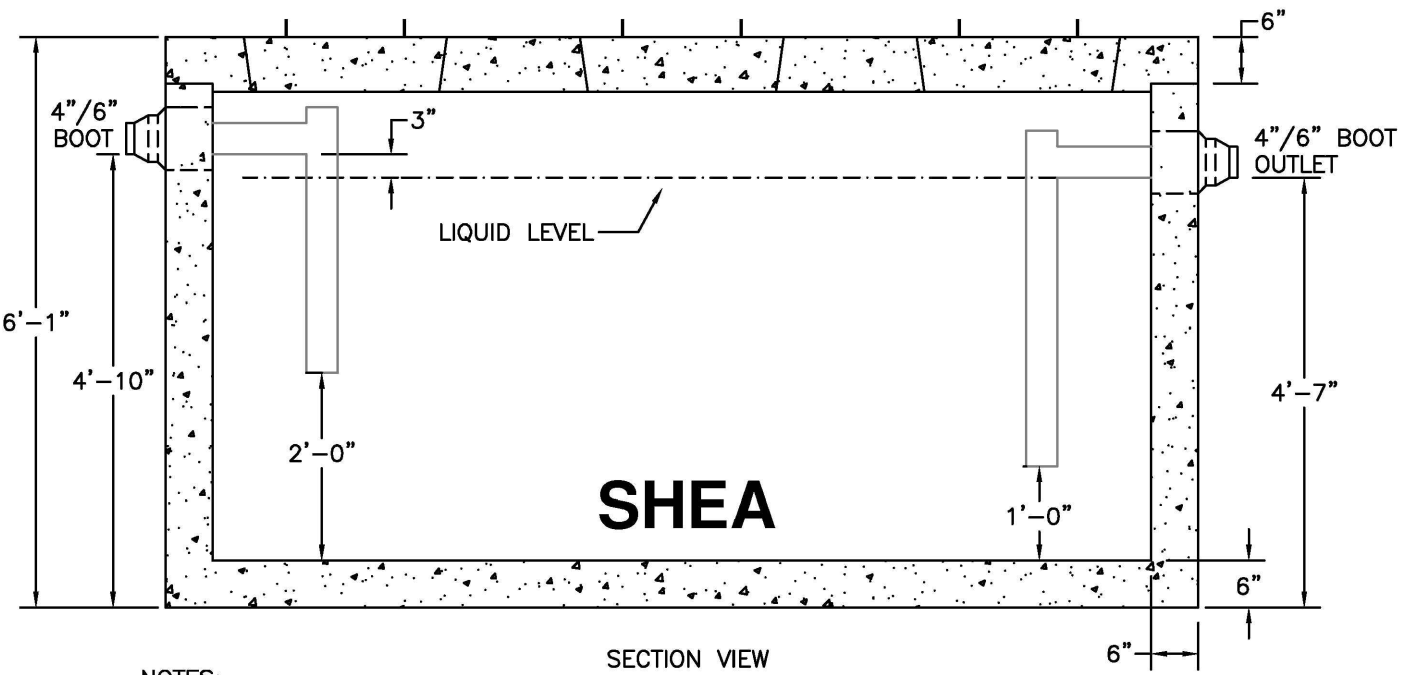 6”
4”/6”
BOOT
3”
4”/6” BOOT
OUTLET
LIQUID LEVEL
6’-1”
4’-10”
4’-7”
2’-0”
SHEA
1’-0”
6”
SECTION VIEW
6”
NOTES: